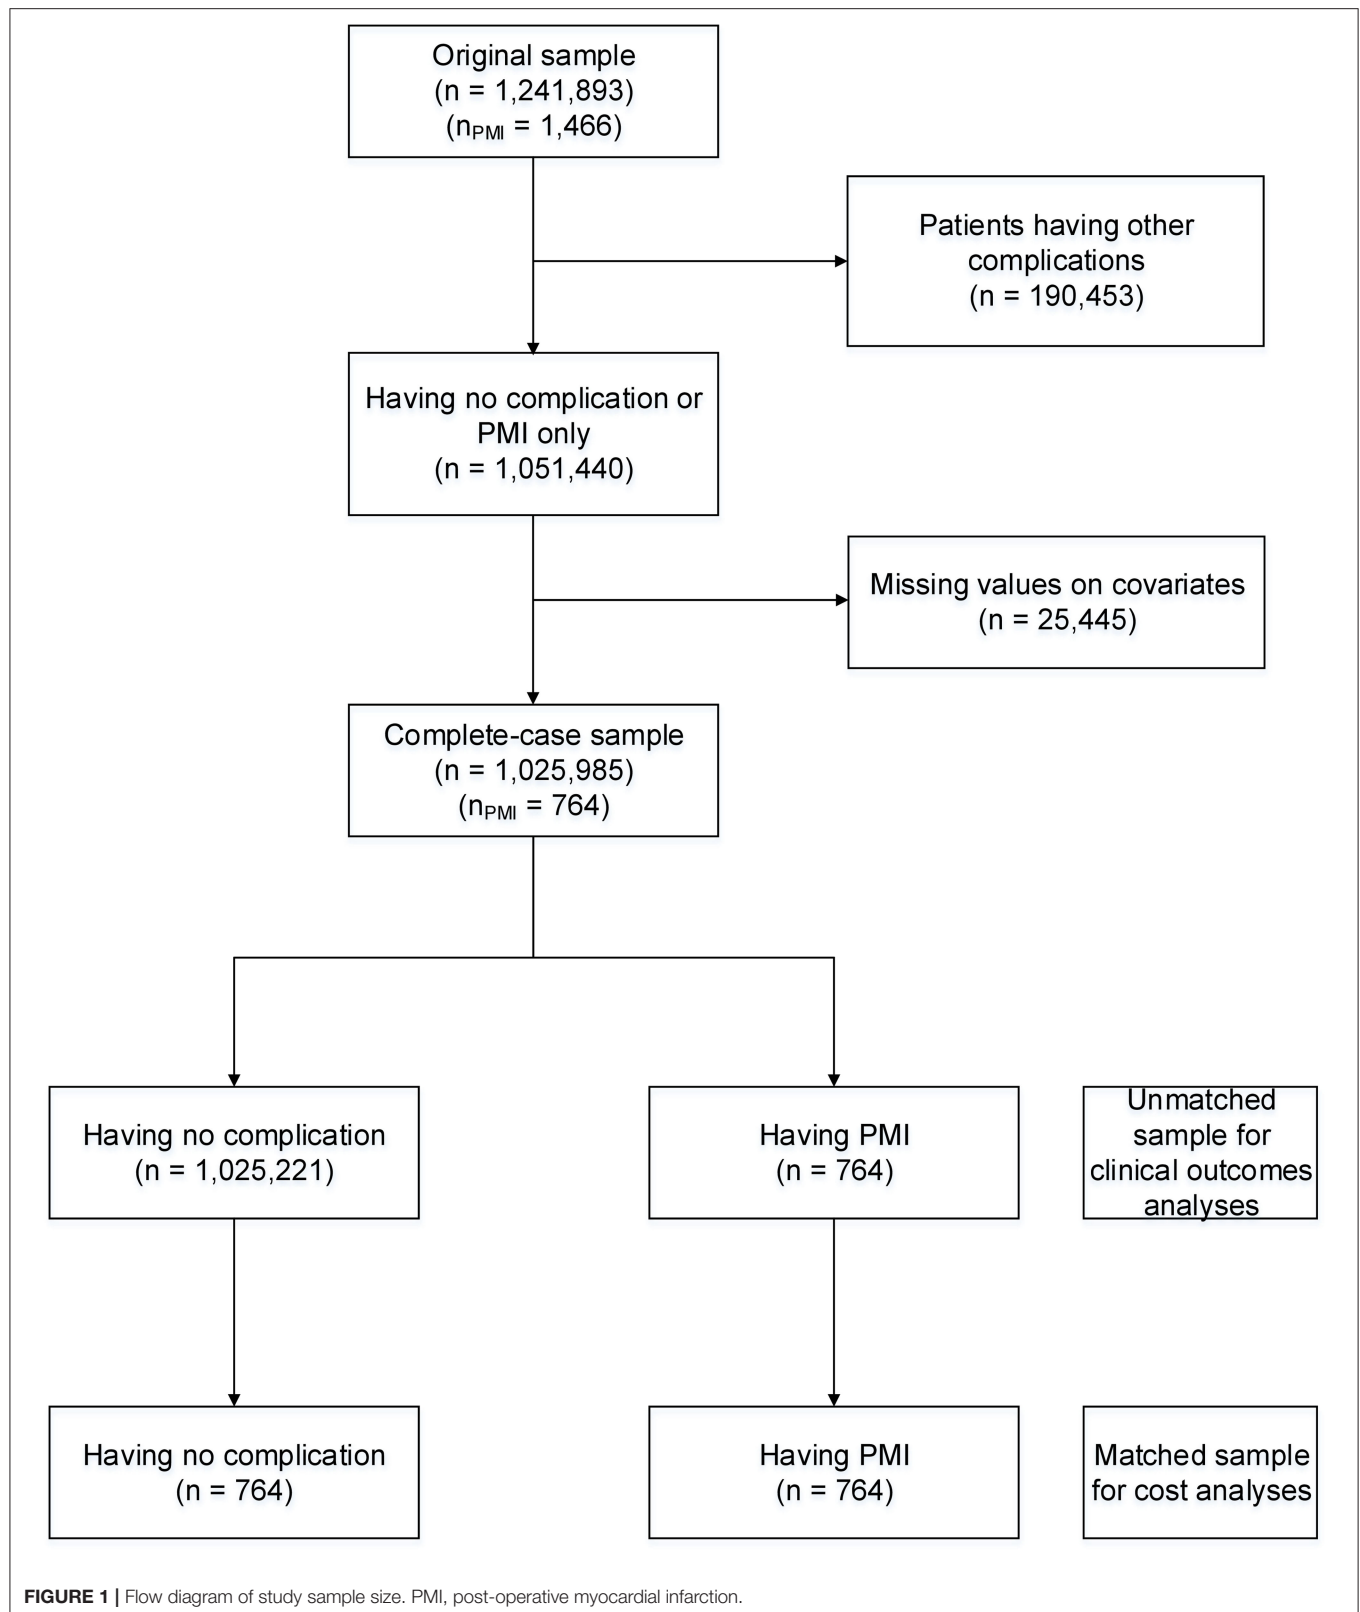 Original sample
(n = 1,241,893)
(nPMI = 1,466)
Patients having other
complications
(n = 190,453)
Having no complication or
PMI only
(n = 1,051,440)
Missing values on covariates
(n = 25,445)
Complete-case sample
(n = 1,025,985)
(nPMI = 764)
Having no complication
(n = 1,025,221)
Having PMI
(n = 764)
Unmatched
sample for
clinical outcomes
analyses
Having no complication
(n = 764)
Having PMI
(n = 764)
Matched sample
for cost analyses
FIGURE 1 | Flow diagram of study sample size. PMI, post-operative myocardial infarction.